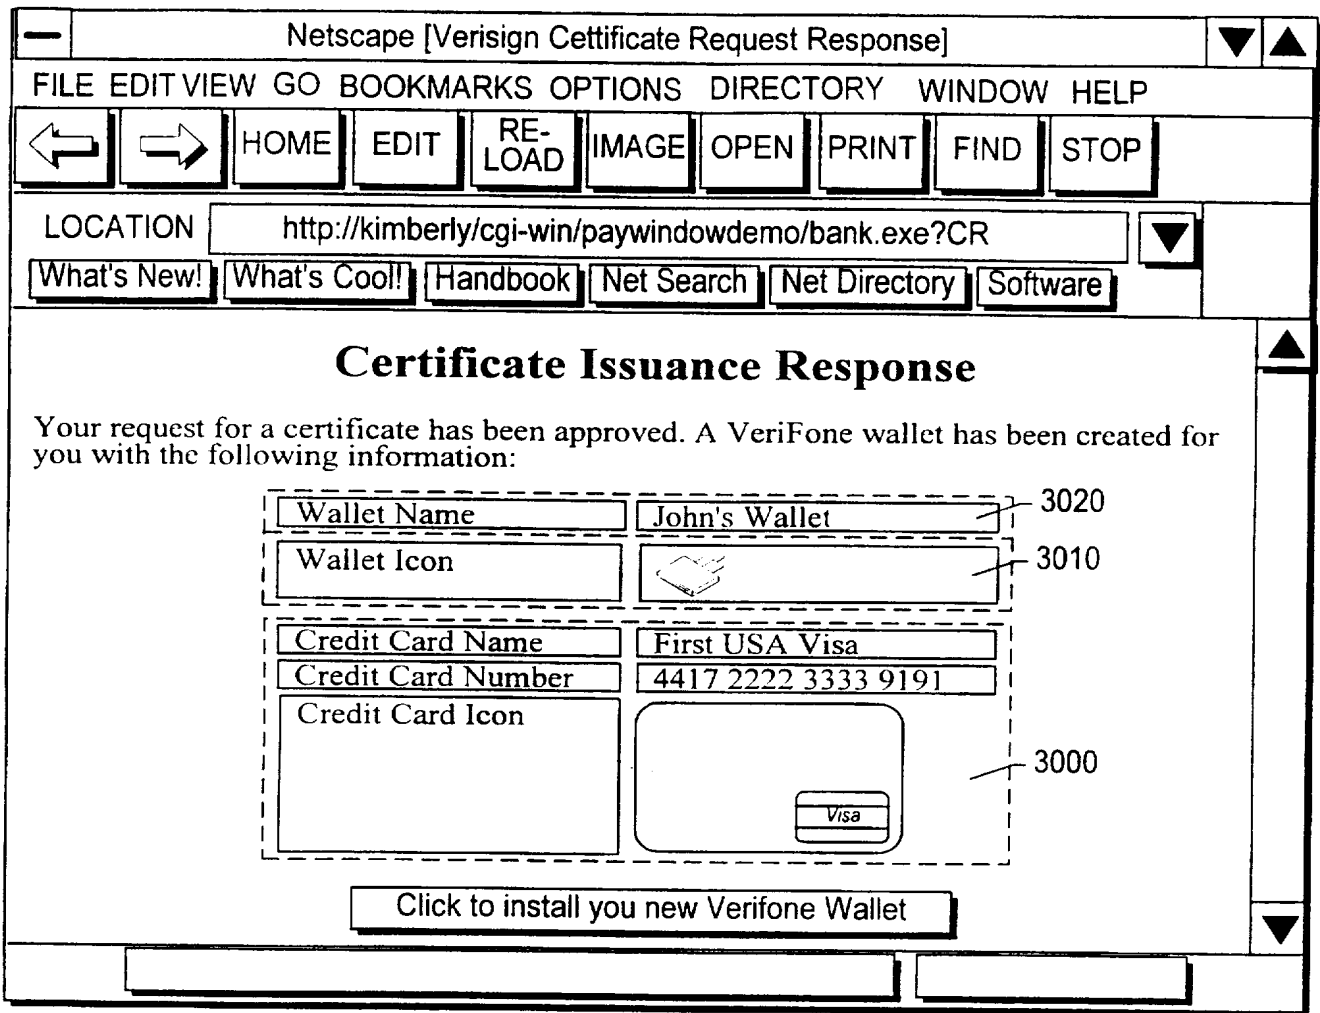 Netscape [Verisign Cettificate Request Response]
FILE EDIT VIEW GO BOOKMARKS OPTIONS DIRECTORY WINDOW HELP
HOME EDIT RE-LOAD IMAGE OPEN PRINT FIND STOP
LOCATION http://kimberly/cgi-win/paywindowdemo/bank.exe?CR
What's New! What's Cool! Handbook Net Search Net Directory Software
Certificate Issuance Response
Your request for a certificate has been approved. A VeriFone wallet has been created for
you with the following information:
Wallet Name John's Wallet 3020
Wallet Icon 3010
Credit Card Name First USA Visa
Credit Card Number 4417 2222 3333 9191
Credit Card Icon
3000
Visa
Click to install you new Verifone Wallet